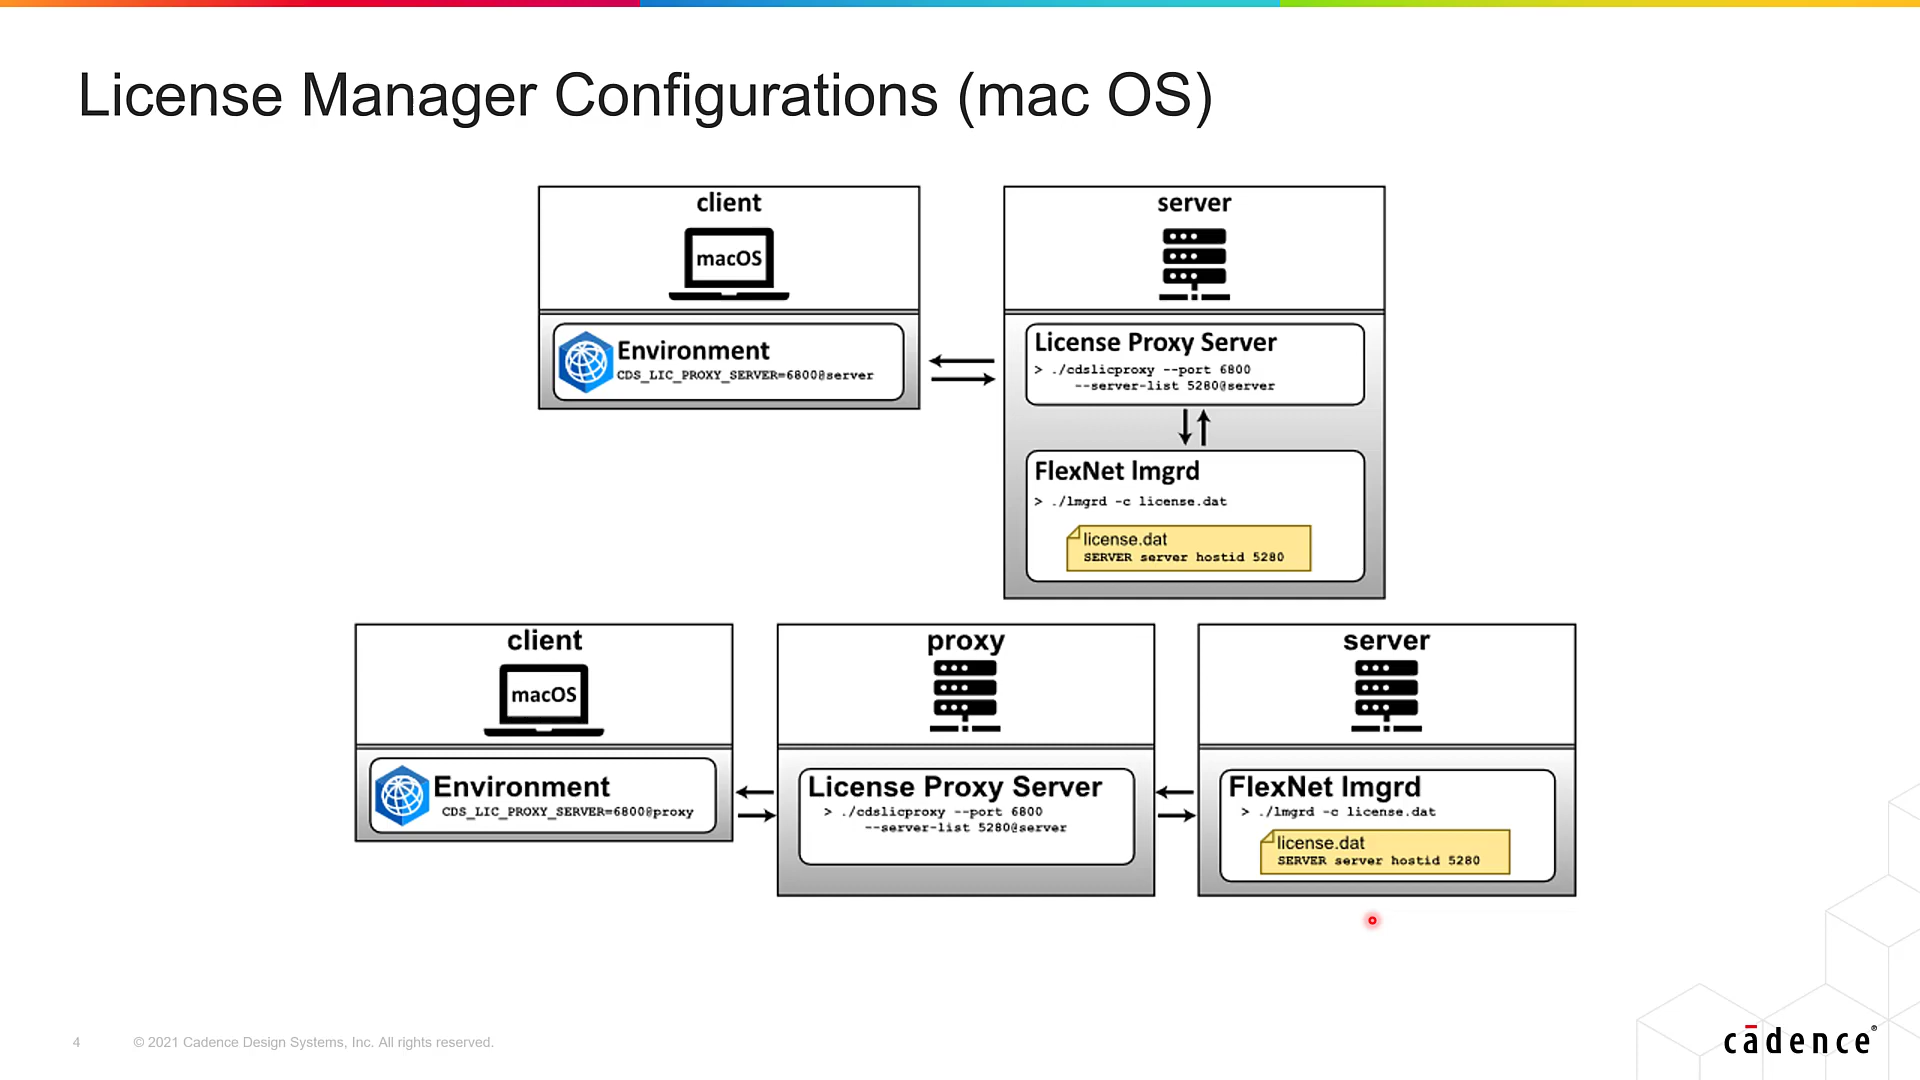 License Manager Configurations (mac OS)
client
macOS
Environment
CDS_LIC_PROXY_SERVER=6800@server
server
License Proxy Server
> ./cdslicproxy --port 6800
--server-list 5280@server
FlexNet lmgrd
> ./lmgrd -c license.dat
license.dat
SERVER server hostid 5280
client
macOS
Environment
CDS_LIC_PROXY_SERVER=6800@proxy
proxy
License Proxy Server
> ./cdslicproxy --port 6800
--server-list 5280@server
server
FlexNet lmgrd
> ./lmgrd -c license.dat
license.dat
SERVER server hostid 5280
4
© 2021 Cadence Design Systems, Inc. All rights reserved.
cādence®